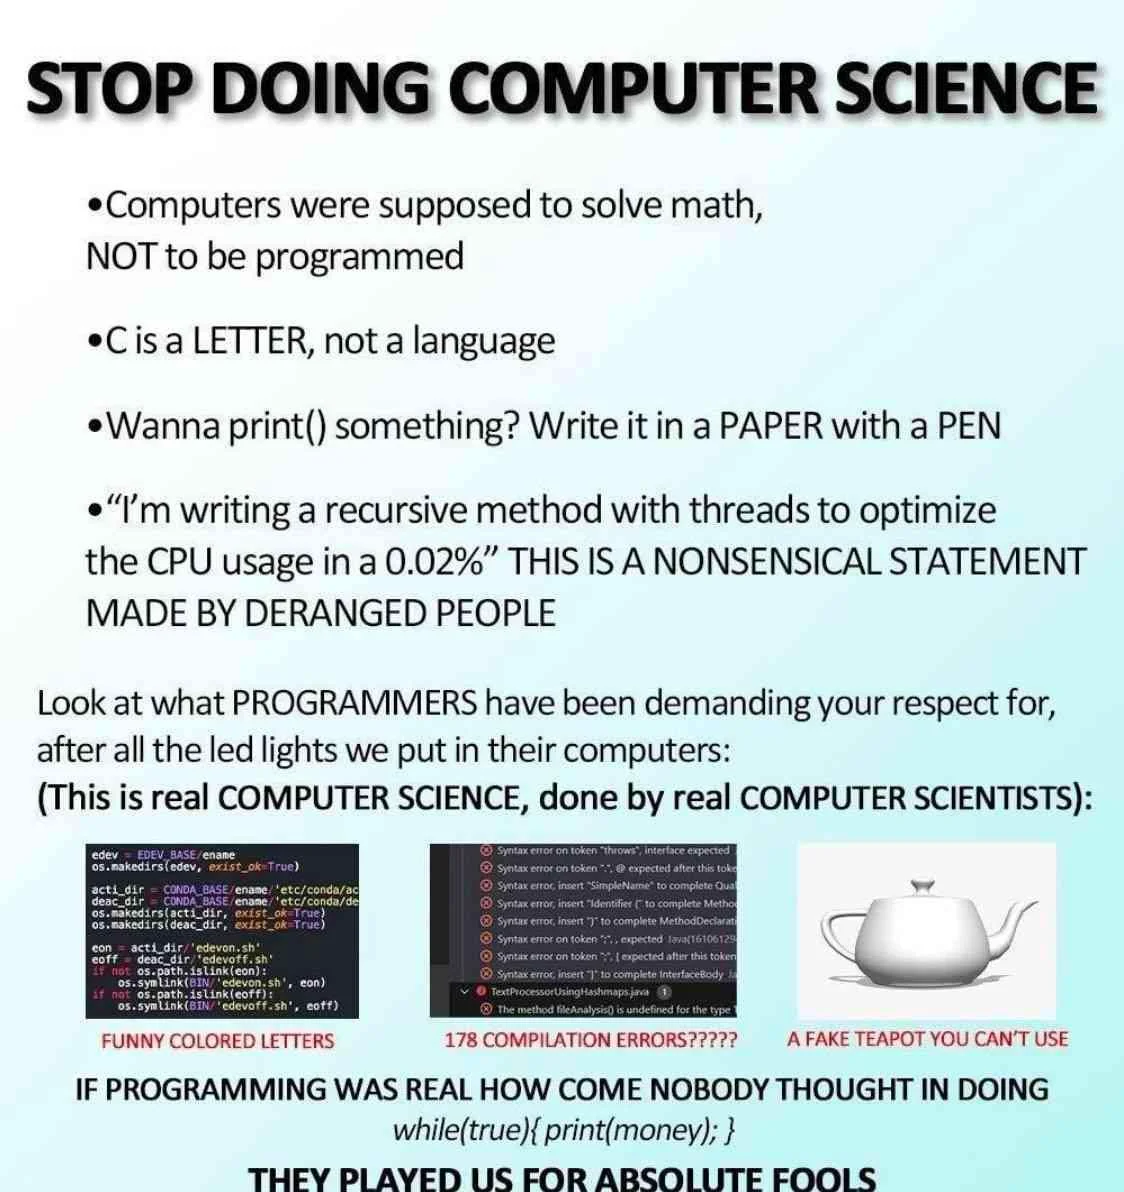 STOP DOING COMPUTER SCIENCE
•Computers were supposed to solve math,
NOT to be programmed
•C is a LETTER, not a language
•Wanna print() something? Write it in a PAPER with a PEN
•“I’m writing a recursive method with threads to optimize
the CPU usage in a 0.02%” THIS IS A NONSENSICAL STATEMENT
MADE BY DERANGED PEOPLE
Look at what PROGRAMMERS have been demanding your respect for,
after all the led lights we put in their computers:
(This is real COMPUTER SCIENCE, done by real COMPUTER SCIENTISTS):
edev = EDEV_BASE/ename
os.makedirs(edev, exist_ok=True)
acti_dir = CONDA_BASE/ename/'etc/conda/ac
deac_dir = CONDA_BASE/ename/'etc/conda/de
os.makedirs(acti_dir, exist_ok=True)
os.makedirs(deac_dir, exist_ok=True)
eon = acti_dir/'edevon.sh'
eoff = deac_dir/'edevoff.sh'
if not os.path.islink(eon):
os.symlink(BIN/'edevon.sh', eon)
if not os.path.islink(eoff):
os.symlink(BIN/'edevoff.sh', eoff)
Syntax error on token "throws", interface expected
Syntax error on token ".", @ expected after this toke
Syntax error, insert "SimpleName" to complete Qual
Syntax error, insert "Identifier (" to complete Metho
Syntax error, insert ")" to complete MethodDeclarati
Syntax error on token ";", , expected Java(16106129
Syntax error on token ";", { expected after this token
Syntax error, insert "}" to complete InterfaceBody Ja
TextProcessorUsingHashmaps.java 1
The method fileAnalysis() is undefined for the type T
FUNNY COLORED LETTERS
178 COMPILATION ERRORS?????
A FAKE TEAPOT YOU CAN’T USE
IF PROGRAMMING WAS REAL HOW COME NOBODY THOUGHT IN DOING
while(true){ print(money); }
THEY PLAYED US FOR ABSOLUTE FOOLS